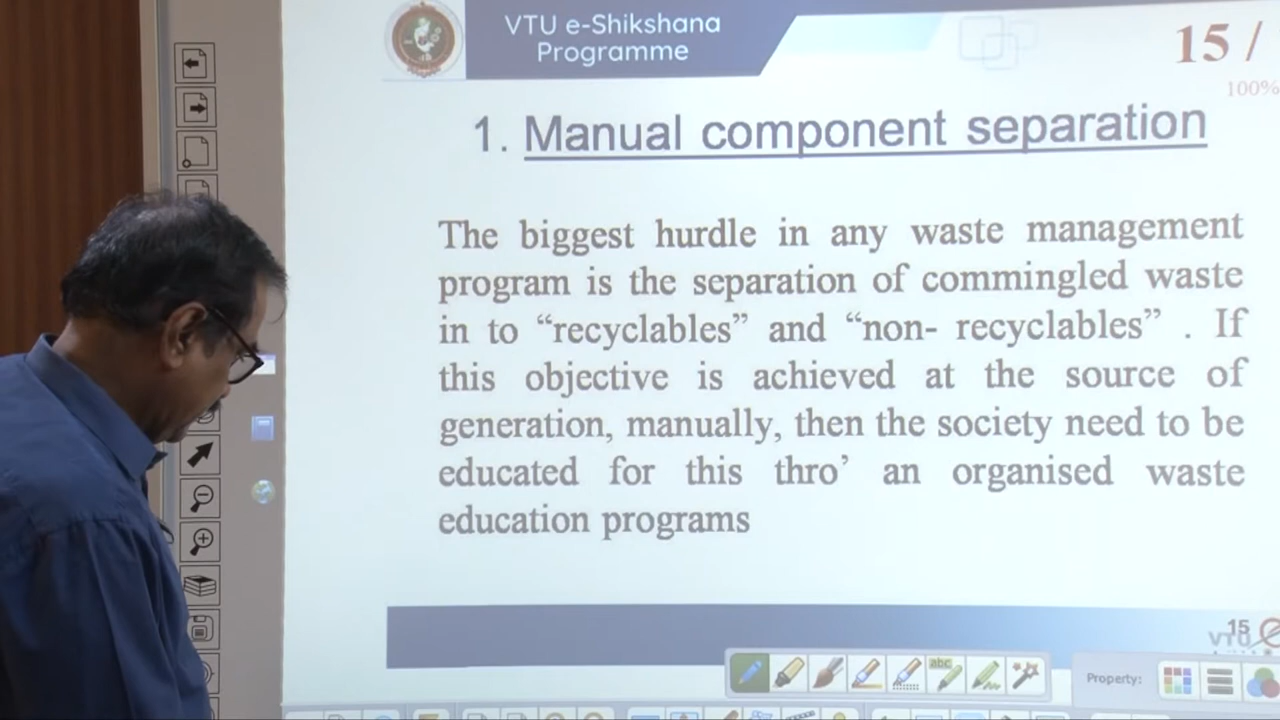 VTU e-Shikshana
Programme
15 /
100%
1. Manual component separation
The biggest hurdle in any waste management
program is the separation of commingled waste
in to “recyclables” and “non- recyclables” . If
this objective is achieved at the source of
generation, manually, then the society need to be
educated for this thro’ an organised waste
education programs
15
VTU
abc
Property: